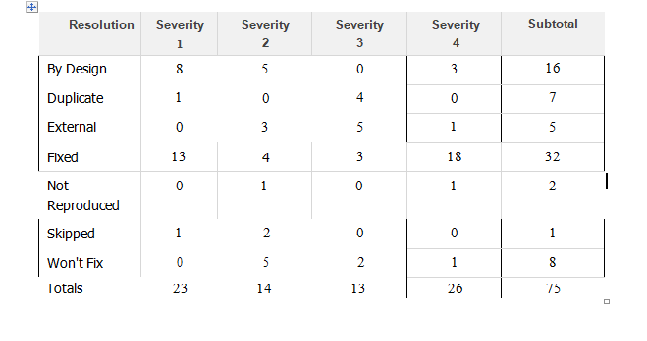 Resolution Severity 1 Severity 2 Severity 3 Severity 4 Subtotal
By Design 8 5 0 3 16
Duplicate 1 0 4 0 7
External 0 3 5 1 5
Fixed 13 4 3 18 32
Not Reproduced 0 1 0 1 2
Skipped 1 2 0 0 1
Won't Fix 0 5 2 1 8
Totals 23 14 13 26 75